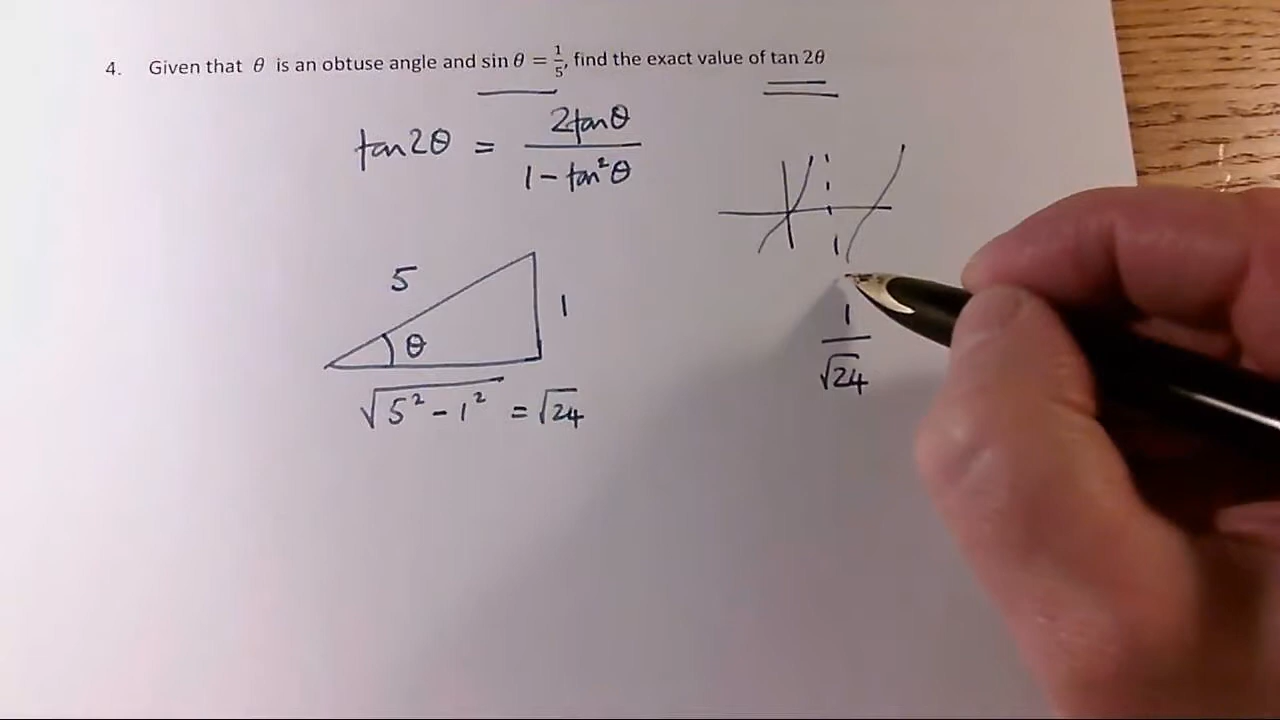 4. Given that θ is an obtuse angle and sin θ = 1/5, find the exact value of tan 2θ
tan2θ = 2tanθ / 1 - tan²θ
5
1
θ
√5² - 1² = √24
1/√24